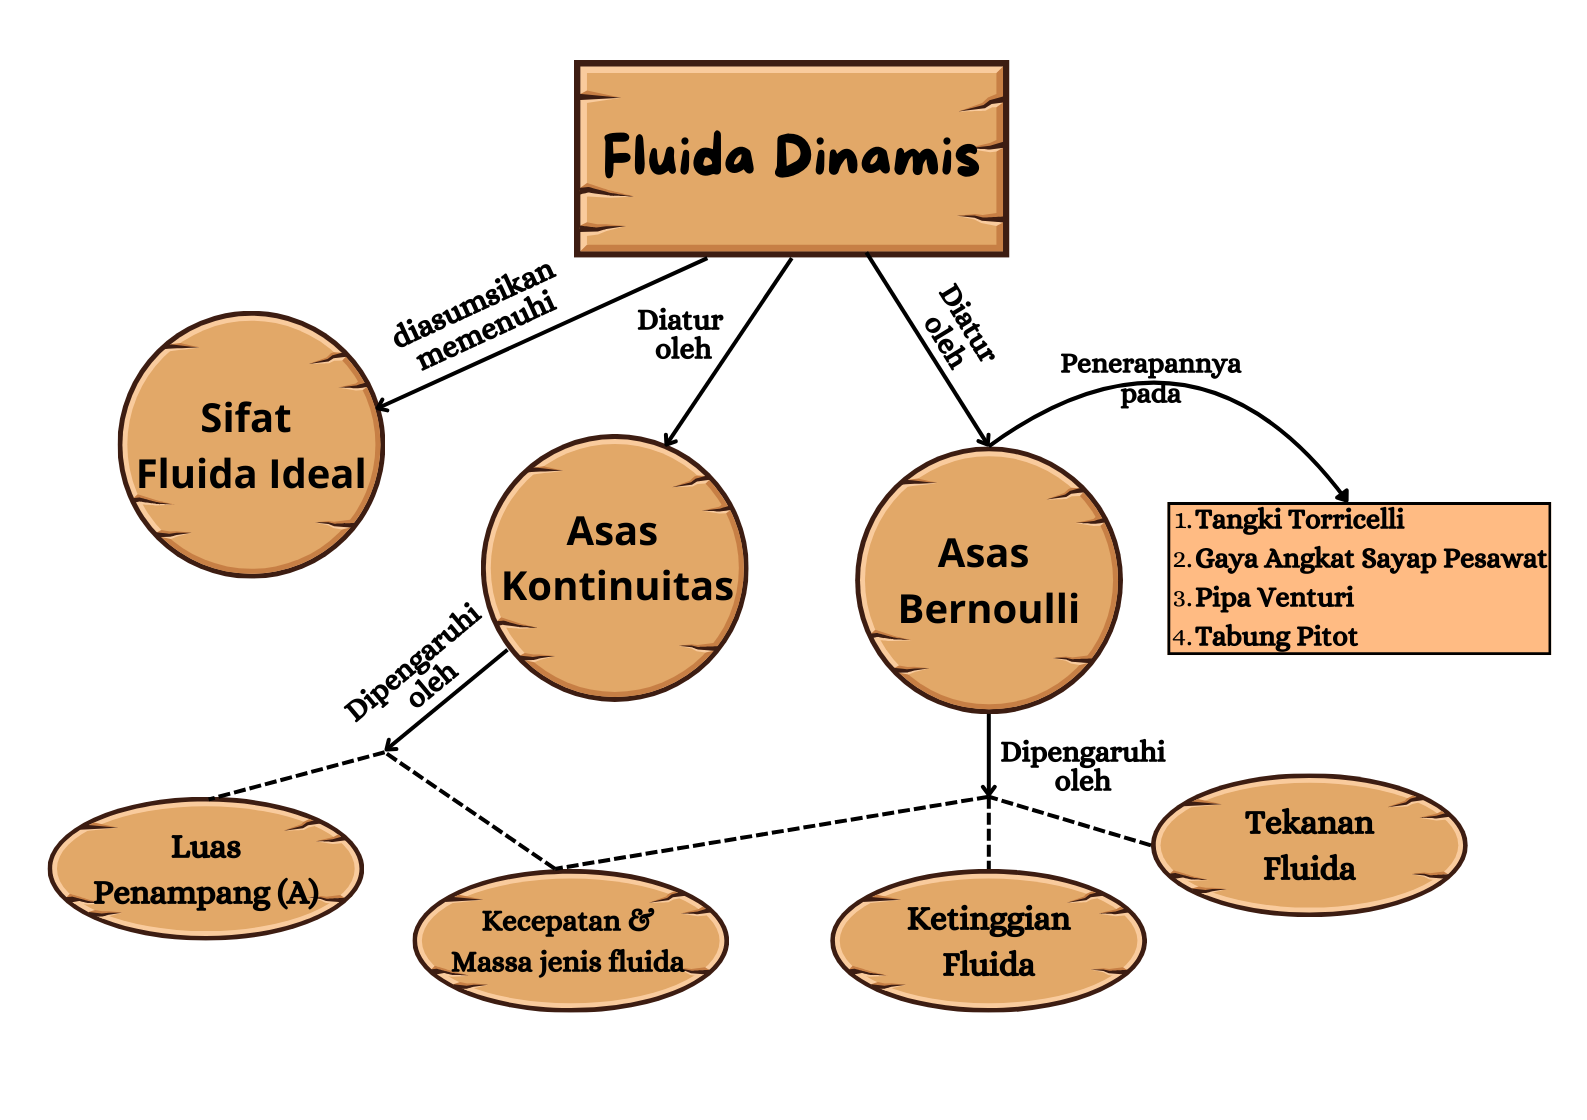 Fluida Dinamis
diasumsikan
memenuhi
Diatur
oleh
Diatur
oleh
Penerapannya
pada
Sifat
Fluida Ideal
Asas
Kontinuitas
Asas
Bernoulli
1. Tangki Torricelli
2. Gaya Angkat Sayap Pesawat
3. Pipa Venturi
4. Tabung Pitot
Dipengaruhi
oleh
Dipengaruhi
oleh
Luas
Penampang (A)
Kecepatan &
Massa jenis fluida
Ketinggian
Fluida
Tekanan
Fluida